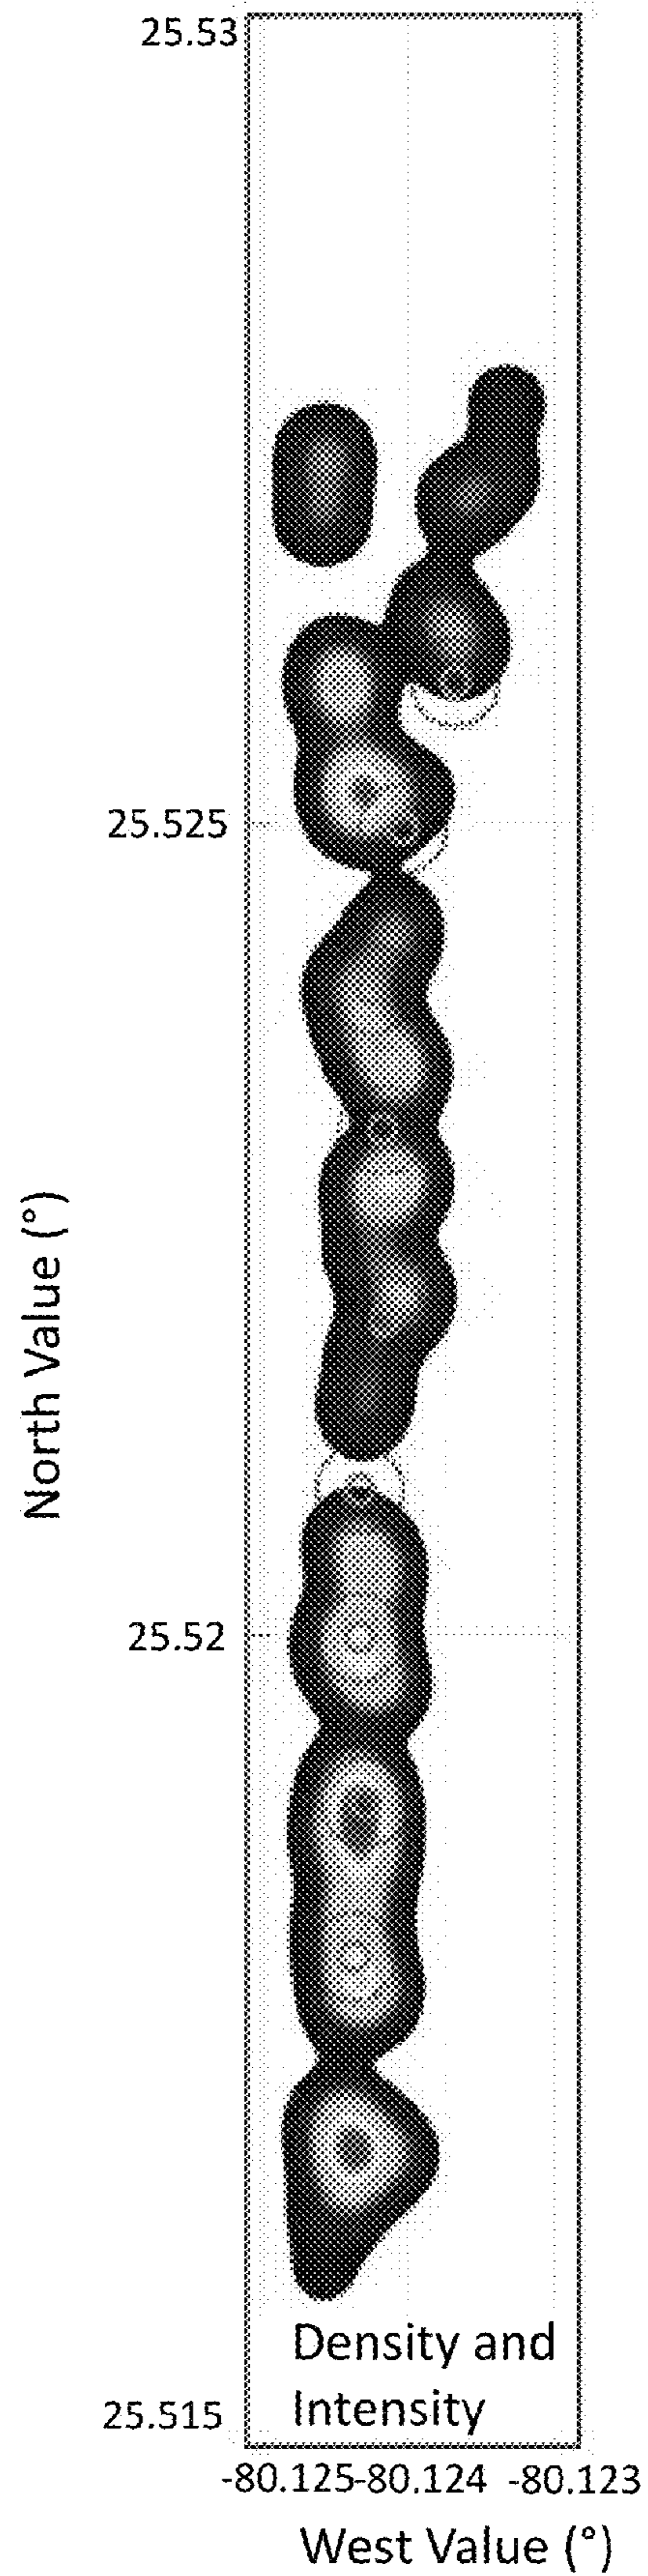 25.53
25.525
North Value (°)
25.52
Density and
Intensity
25.515
-80.125-80.124 -80.123
West Value (°)